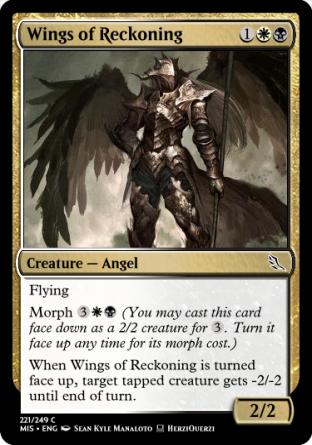 Wings of Reckoning 1
Creature — Angel
Flying
Morph 3 (You may cast this card
face down as a 2/2 creature for 3. Turn it
face up any time for its morph cost.)
When Wings of Reckoning is turned
face up, target tapped creature gets -2/-2
until end of turn.
2/2
221/249 C
MIS • ENG Sean Kyle Manaloto © HerziQuerzi